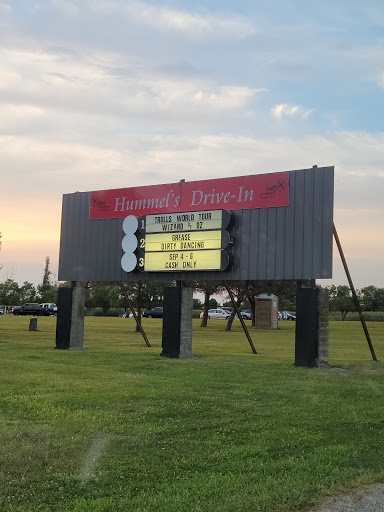 Hummel's Drive-In
1 TROLLS WORLD TOUR
WIZARD of OZ
2 GREASE
DIRTY DANCING
3 SEP 4-6
CASH ONLY